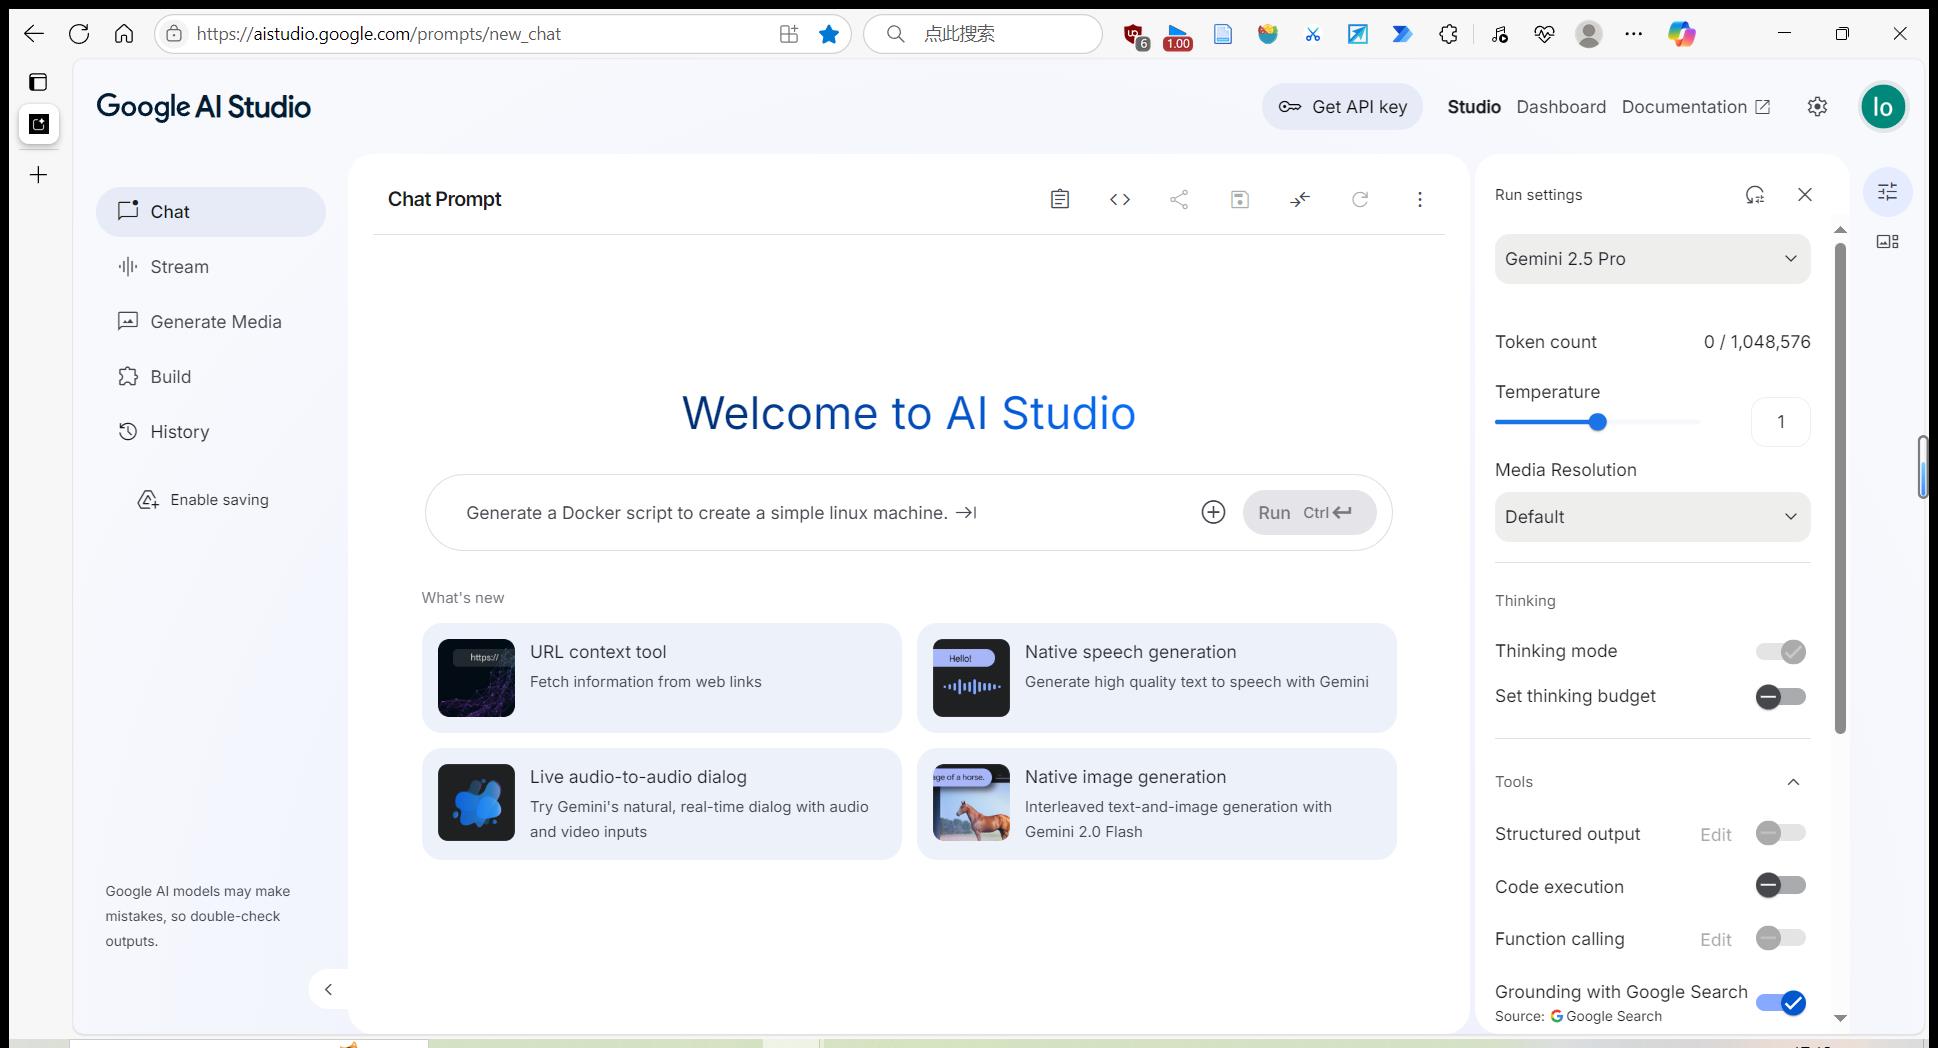 https://aistudio.google.com/prompts/new_chat
点此搜索
6
1.00
Google AI Studio
Get API key
Studio
Dashboard
Documentation
lo
Chat
Stream
Generate Media
Build
History
Enable saving
Google AI models may make
mistakes, so double-check
outputs.
Chat Prompt
Welcome to AI Studio
Generate a Docker script to create a simple linux machine.
Run Ctrl
What's new
https://
URL context tool
Fetch information from web links
Hello!
Native speech generation
Generate high quality text to speech with Gemini
Live audio-to-audio dialog
Try Gemini's natural, real-time dialog with audio
and video inputs
age of a horse.
Native image generation
Interleaved text-and-image generation with
Gemini 2.0 Flash
Run settings
Gemini 2.5 Pro
Token count 0 / 1,048,576
Temperature
1
Media Resolution
Default
Thinking
Thinking mode
Set thinking budget
Tools
Structured output Edit
Code execution
Function calling Edit
Grounding with Google Search
Source: Google Search